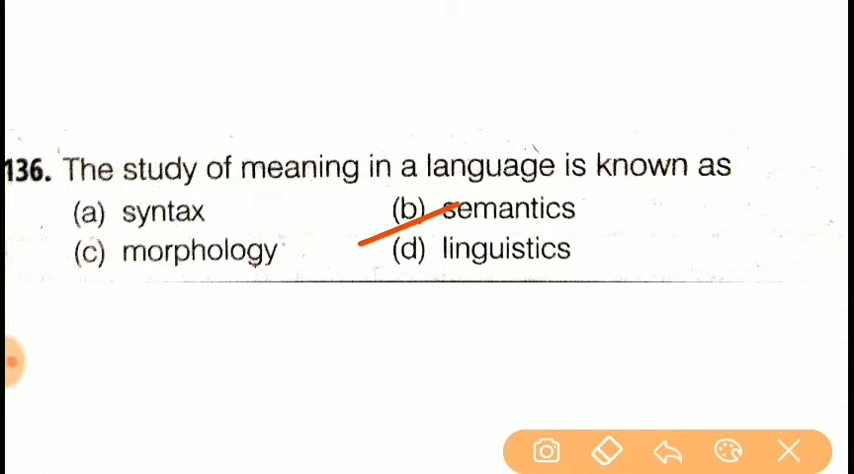 136. The study of meaning in a language is known as
(a) syntax (b) semantics
(c) morphology (d) linguistics